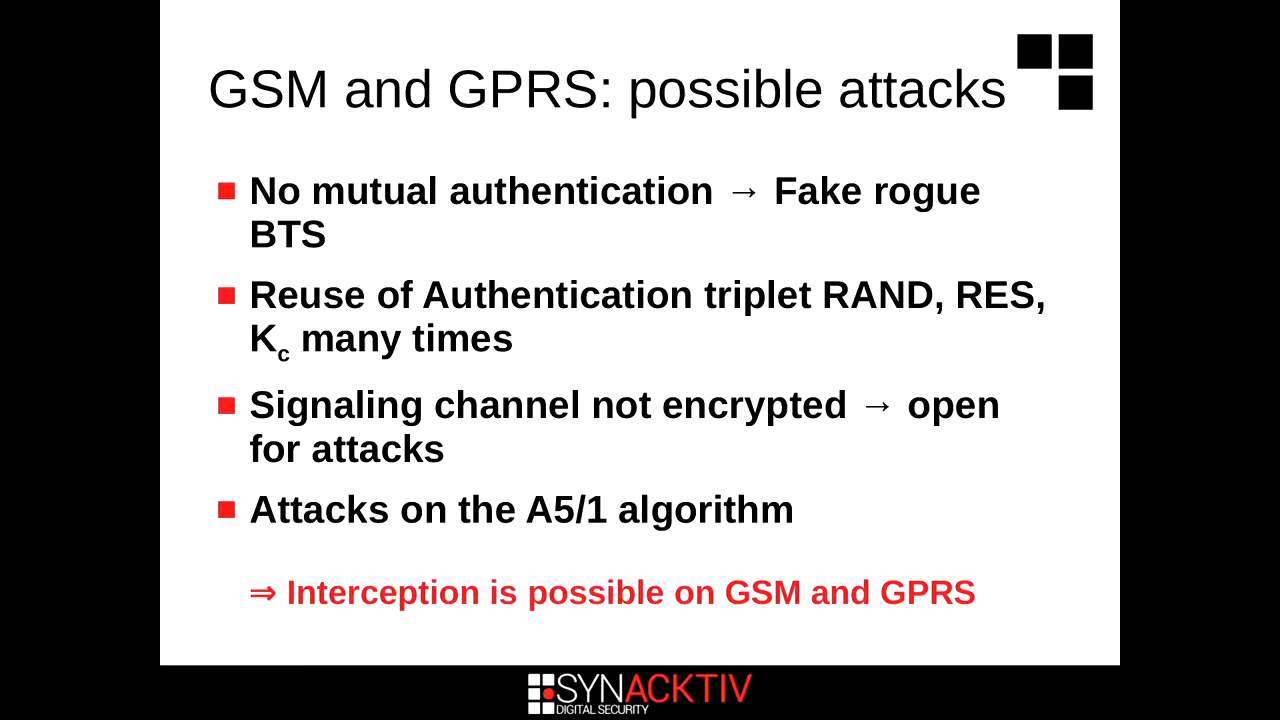 GSM and GPRS: possible attacks
No mutual authentication → Fake rogue
BTS
Reuse of Authentication triplet RAND, RES,
Kc many times
Signaling channel not encrypted → open
for attacks
Attacks on the A5/1 algorithm
⇒ Interception is possible on GSM and GPRS
SYNACKTIV
DIGITAL SECURITY